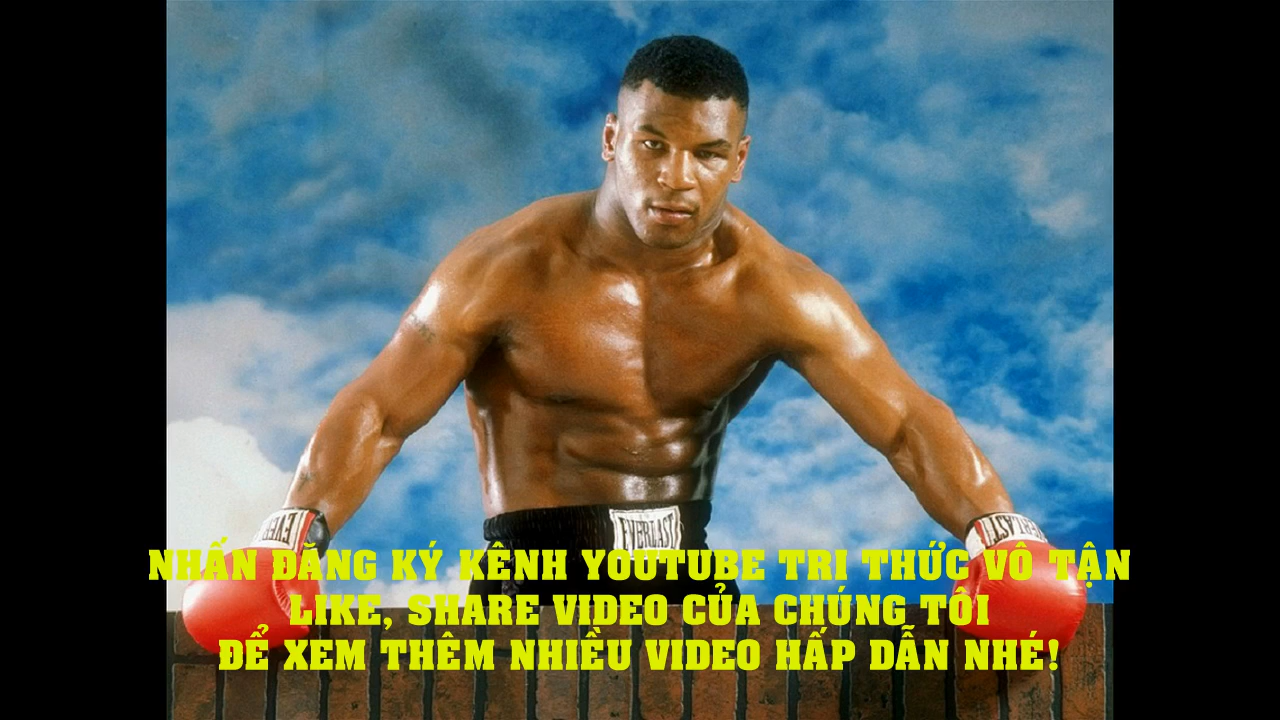 EVERLAST
EVERLAST
NHẤN ĐĂNG KÝ KÊNH YOUTUBE TRI THỨC VÔ TẬN
LIKE, SHARE VIDEO CỦA CHÚNG TÔI
ĐỂ XEM THÊM NHIỀU VIDEO HẤP DẪN NHÉ!